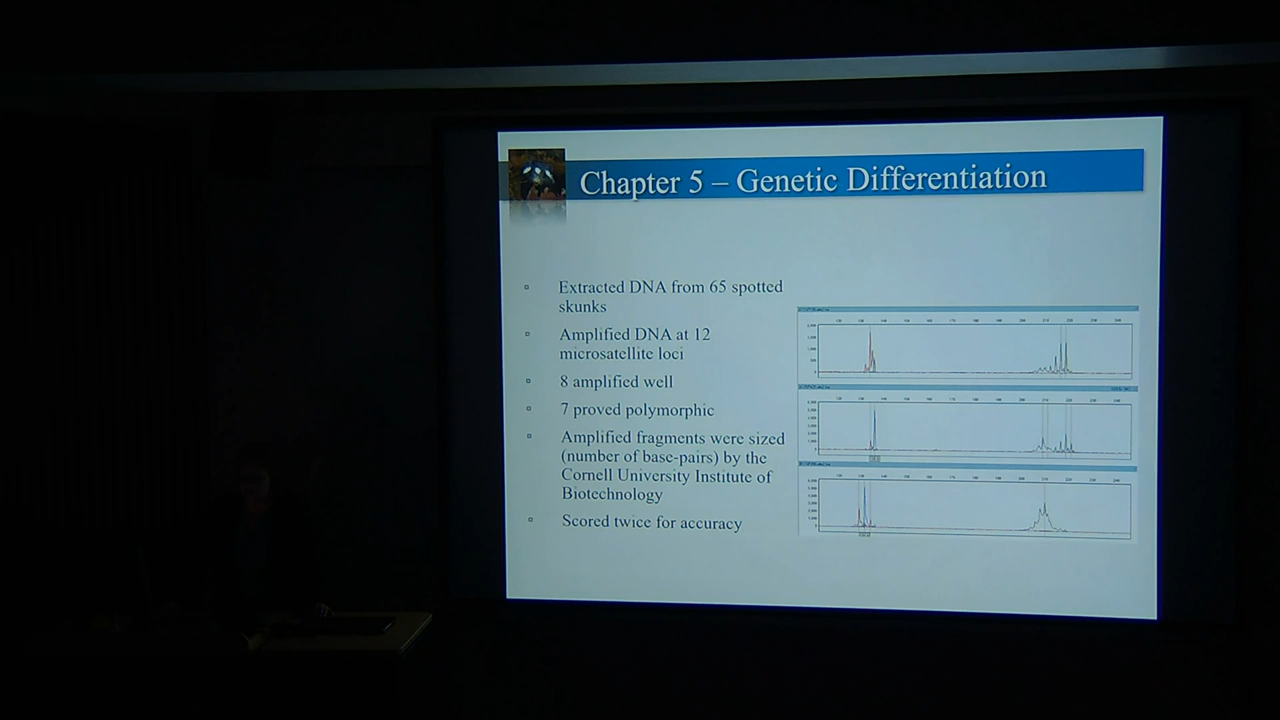 Chapter 5 – Genetic Differentiation
Extracted DNA from 65 spotted
skunks
Amplified DNA at 12
microsatellite loci
8 amplified well
7 proved polymorphic
Amplified fragments were sized
(number of base-pairs) by the
Cornell University Institute of
Biotechnology
Scored twice for accuracy